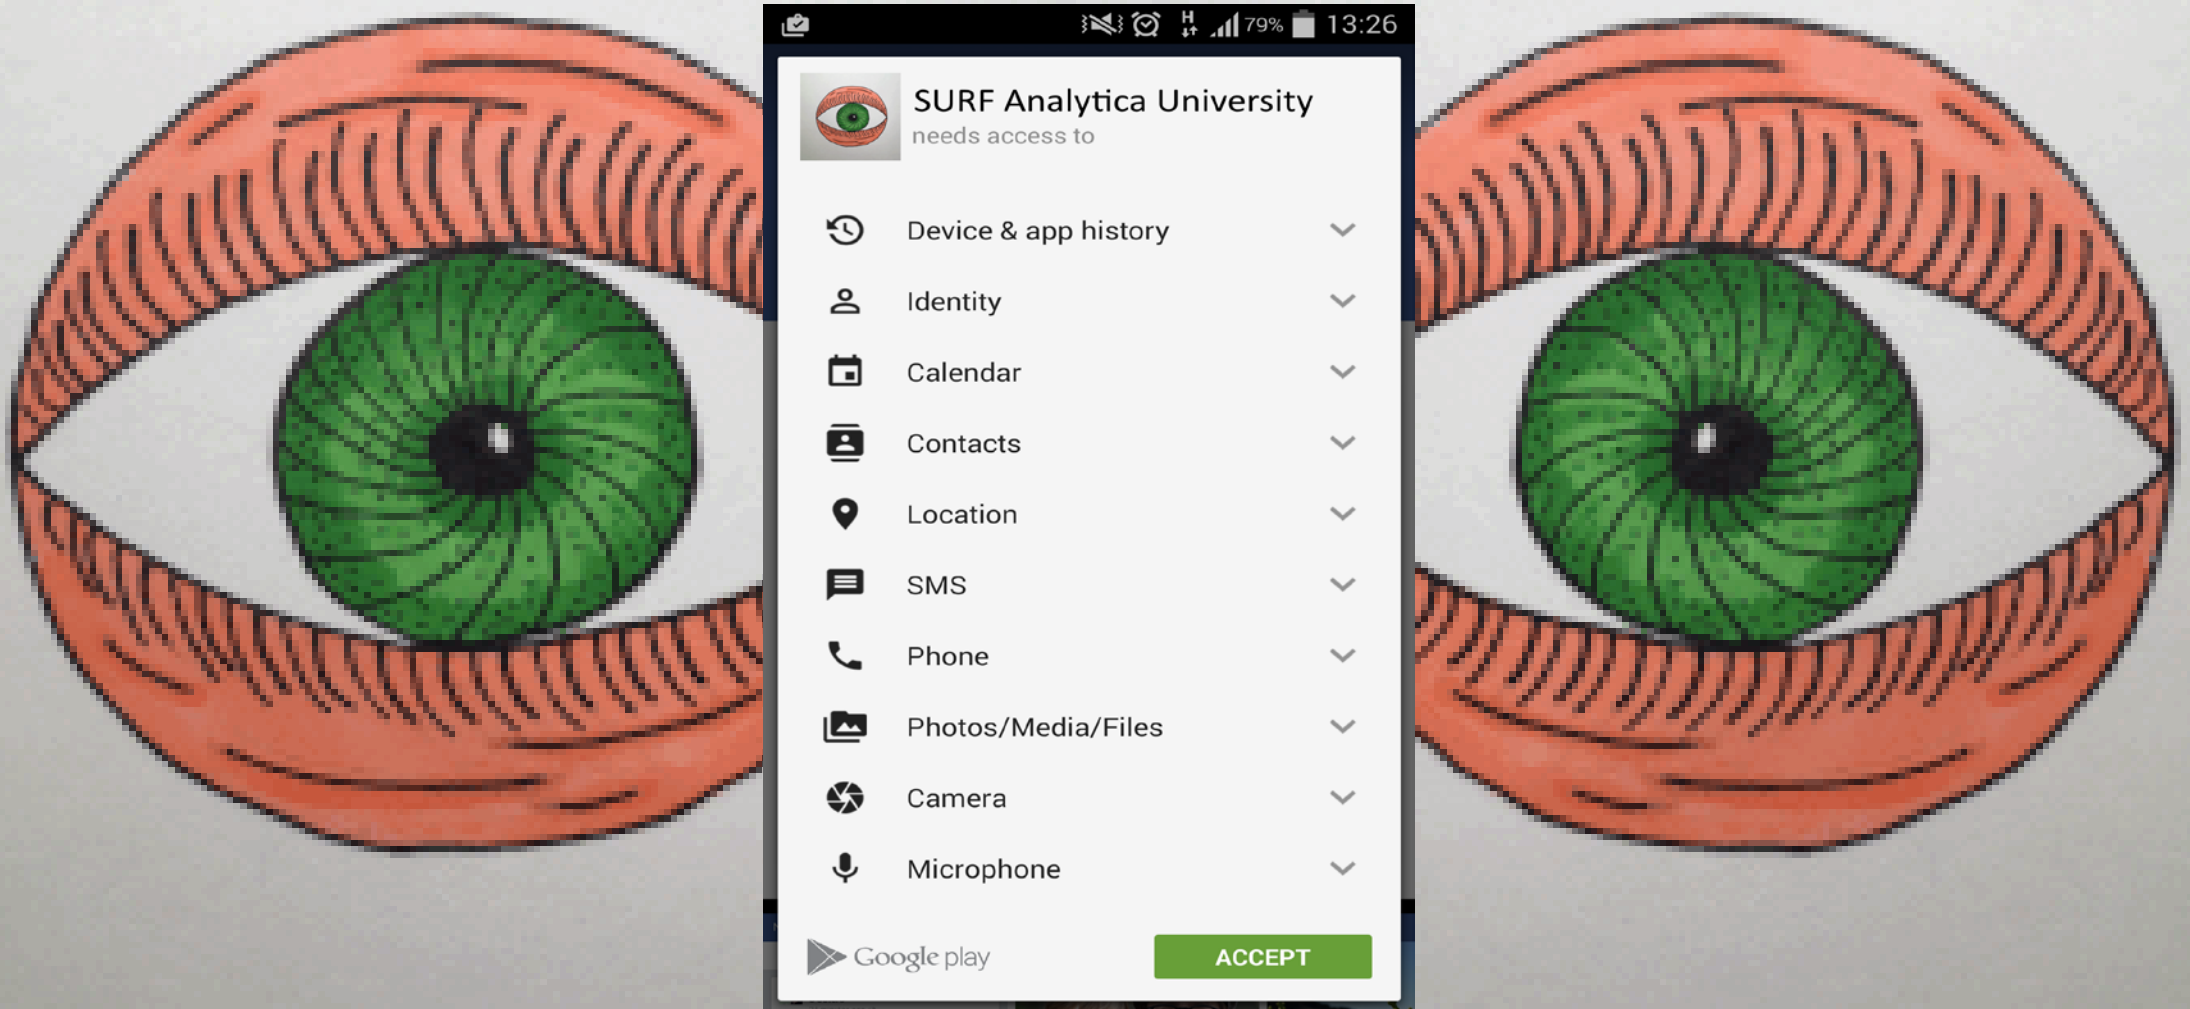 H 79% 13:26
SURF Analytica University
needs access to
Device & app history
Identity
Calendar
Contacts
Location
SMS
Phone
Photos/Media/Files
Camera
Microphone
Google play
ACCEPT